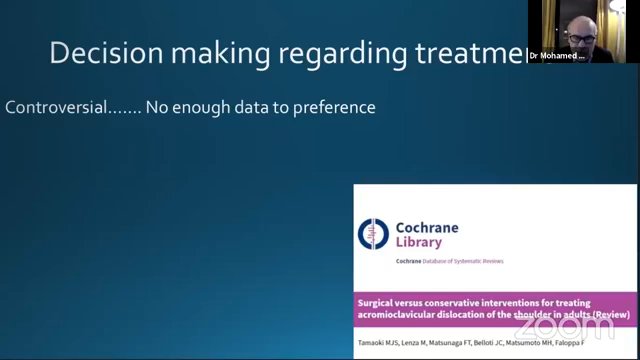 Decision making regarding treatmen
Dr Mohamed ...
Controversial....... No enough data to preference
Cochrane
Library
Cochrane Database of Systematic Reviews
Surgical versus conservative interventions for treating
acromioclavicular dislocation of the shoulder in adults (Review)
zoom
Tamaoki MJS, Lenza M, Matsunaga FT, Belloti JC, Matsumoto MH, Faloppa F